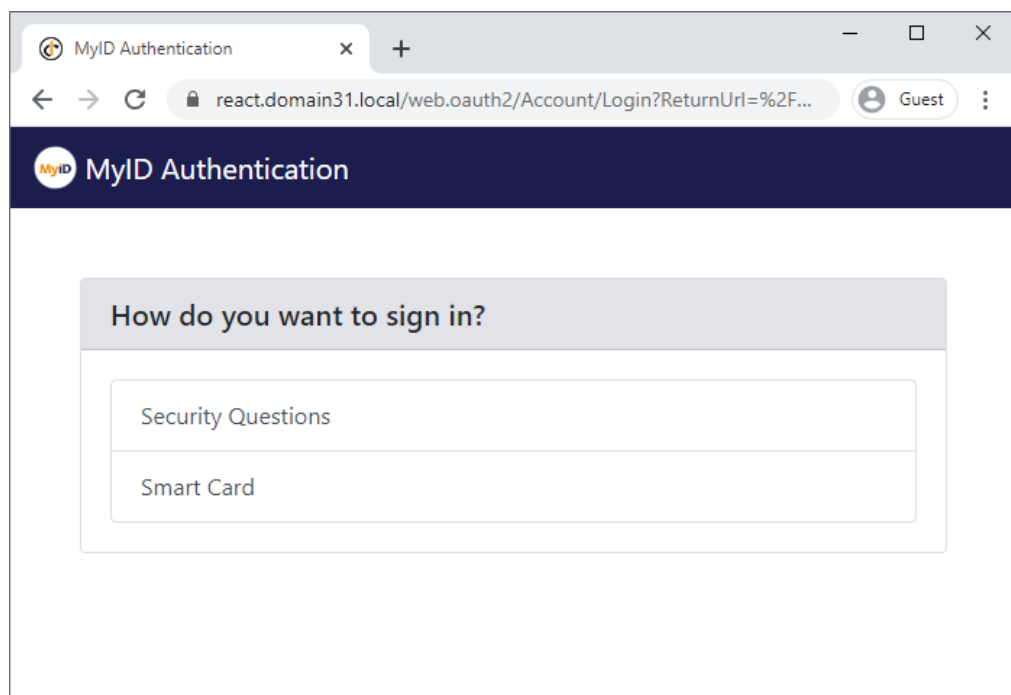 MyID Authentication
react.domain31.local/web.oauth2/Account/Login?ReturnUrl=%2F...
Guest
MyID MyID Authentication
How do you want to sign in?
Security Questions
Smart Card